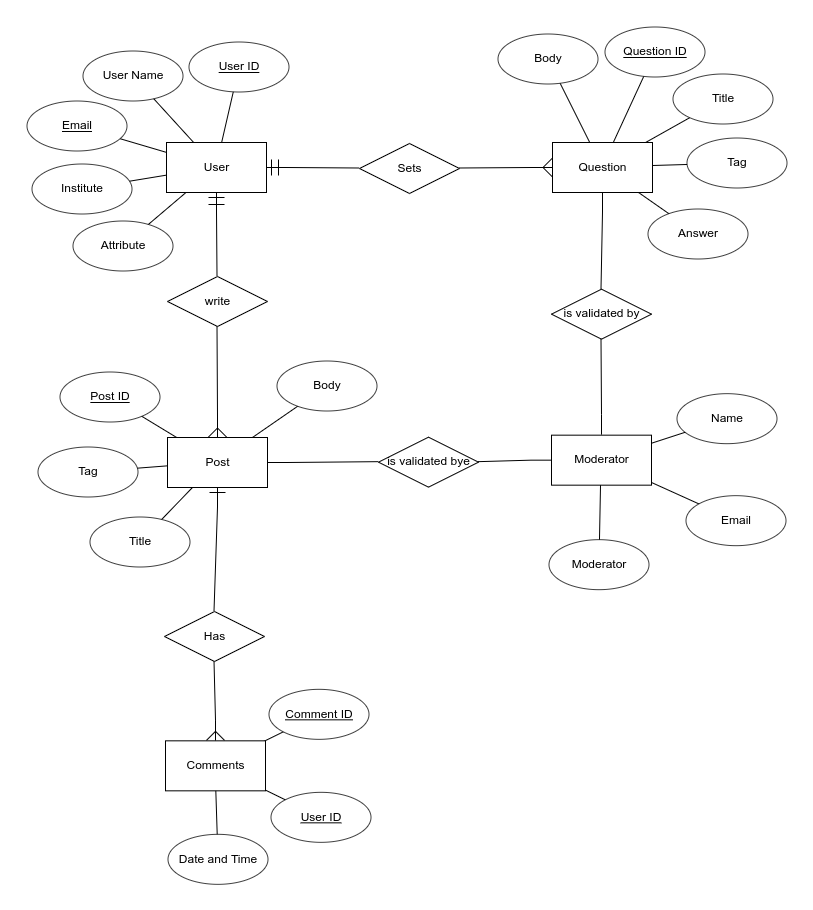 Body
Question ID
User Name
User ID
Title
Email
User
Sets
Question
Tag
Institute
Attribute
Answer
write
is validated by
Post ID
Body
Name
Tag
Post
is validated bye
Moderator
Title
Email
Moderator
Has
Comment ID
Comments
User ID
Date and Time